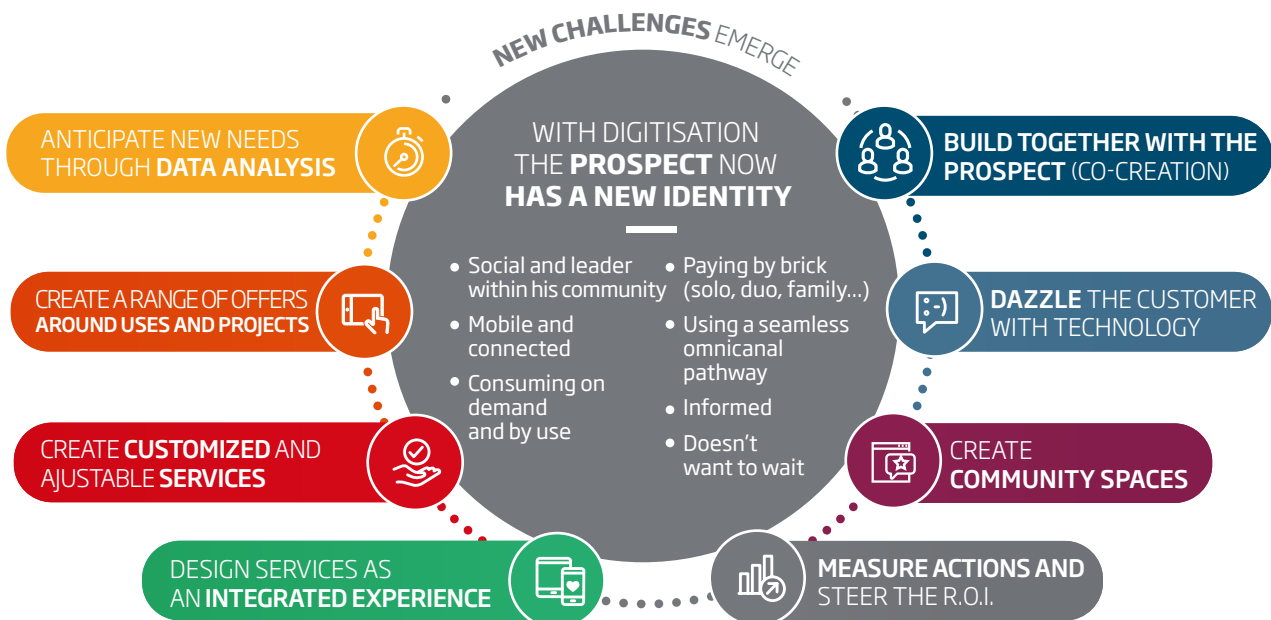 NEW CHALLENGES EMERGE
WITH DIGITISATION
THE PROSPECT NOW
HAS A NEW IDENTITY
• Social and leader
within his community
• Mobile and
connected
• Consuming on
demand
and by use
• Paying by brick
(solo, duo, family...)
• Using a seamless
omnicanal
pathway
• Informed
• Doesn't
want to wait
ANTICIPATE NEW NEEDS
THROUGH DATA ANALYSIS
CREATE A RANGE OF OFFERS
AROUND USES AND PROJECTS
CREATE CUSTOMIZED AND
AJUSTABLE SERVICES
DESIGN SERVICES AS
AN INTEGRATED EXPERIENCE
BUILD TOGETHER WITH THE
PROSPECT (CO-CREATION)
:-)
DAZZLE THE CUSTOMER
WITH TECHNOLOGY
CREATE
COMMUNITY SPACES
MEASURE ACTIONS AND
STEER THE R.O.I.